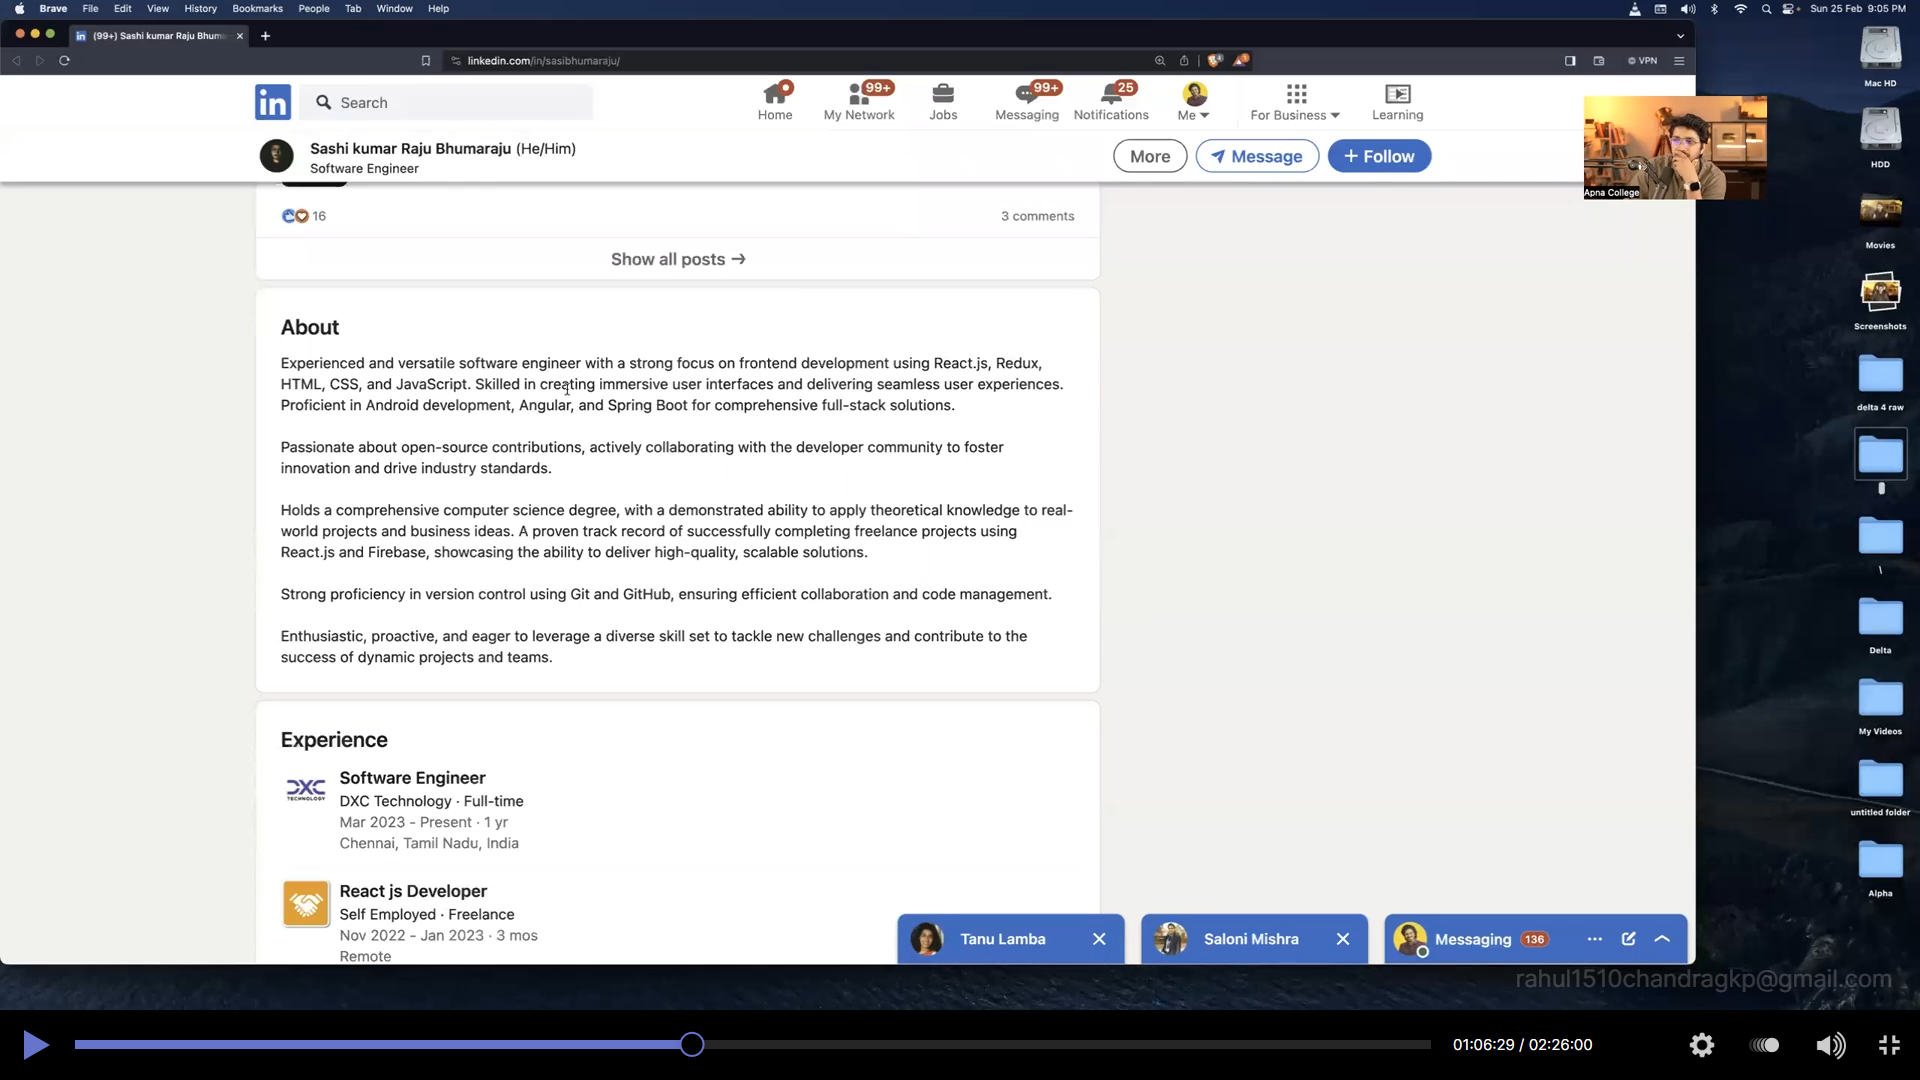 Brave File Edit View History Bookmarks People Tab Window Help
Sun 25 Feb 9:05 PM
(99+) Sashi kumar Raju Bhum
linkedin.com/in/sasibhumaraju/
VPN
in
Search
Home
99+
My Network
Jobs
99+
Messaging
25
Notifications
Me
For Business
Learning
Sashi kumar Raju Bhumaraju (He/Him)
Software Engineer
More
Message
+ Follow
Apna College
16
3 comments
Show all posts →
About
Experienced and versatile software engineer with a strong focus on frontend development using React.js, Redux,
HTML, CSS, and JavaScript. Skilled in creating immersive user interfaces and delivering seamless user experiences.
Proficient in Android development, Angular, and Spring Boot for comprehensive full-stack solutions.
Passionate about open-source contributions, actively collaborating with the developer community to foster
innovation and drive industry standards.
Holds a comprehensive computer science degree, with a demonstrated ability to apply theoretical knowledge to real-
world projects and business ideas. A proven track record of successfully completing freelance projects using
React.js and Firebase, showcasing the ability to deliver high-quality, scalable solutions.
Strong proficiency in version control using Git and GitHub, ensuring efficient collaboration and code management.
Enthusiastic, proactive, and eager to leverage a diverse skill set to tackle new challenges and contribute to the
success of dynamic projects and teams.
Experience
DXC
TECHNOLOGY
Software Engineer
DXC Technology · Full-time
Mar 2023 - Present · 1 yr
Chennai, Tamil Nadu, India
React js Developer
Self Employed · Freelance
Nov 2022 - Jan 2023 · 3 mos
Remote
Tanu Lamba
Saloni Mishra
Messaging 136
Mac HD
HDD
Movies
Screenshots
delta 4 raw
\
Delta
My Videos
untitled folder
Alpha
rahul1510chandragkp@gmail.com
01:06:29 / 02:26:00